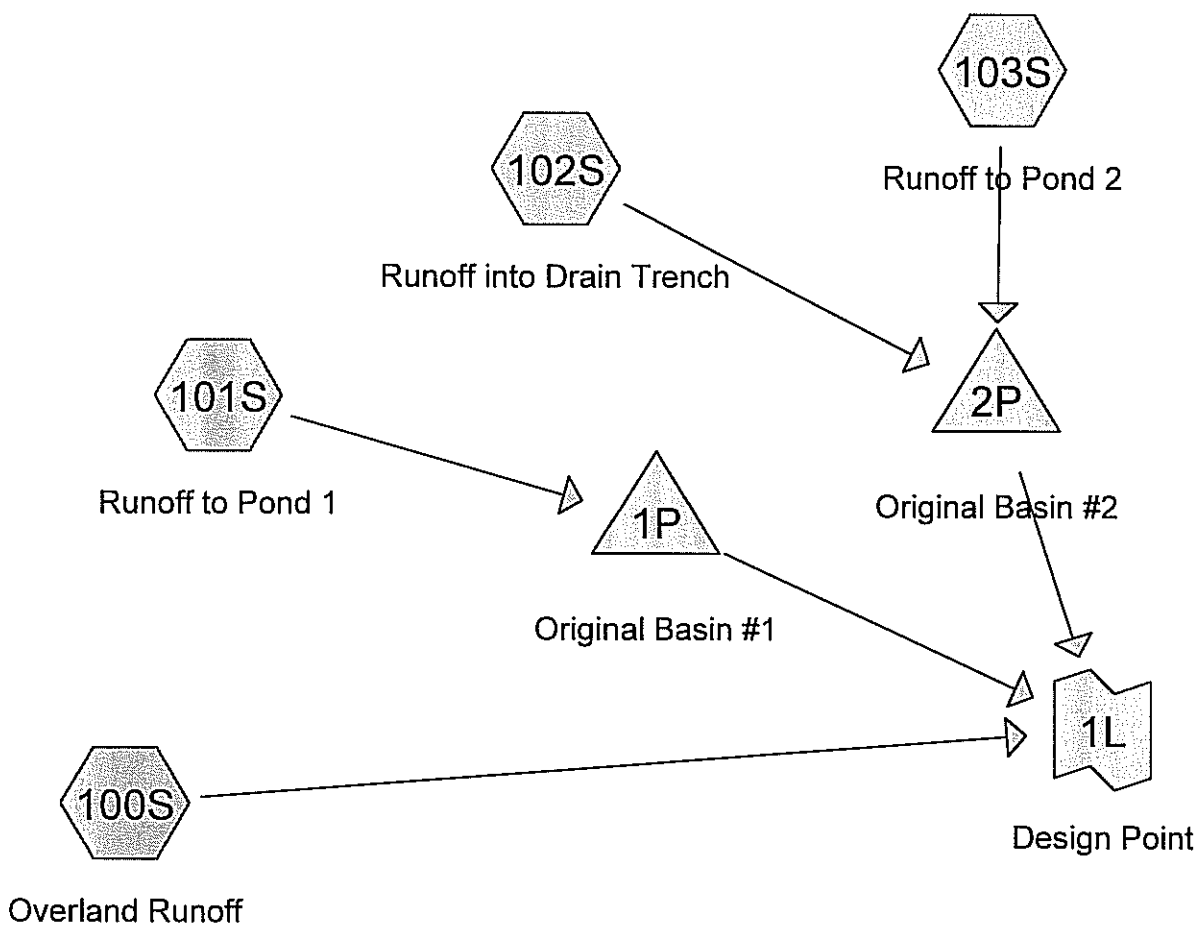 103S
Runoff to Pond 2
102S
Runoff into Drain Trench
101S
Runoff to Pond 1
2P
Original Basin #2
1P
Original Basin #1
1L
Design Point
100S
Overland Runoff